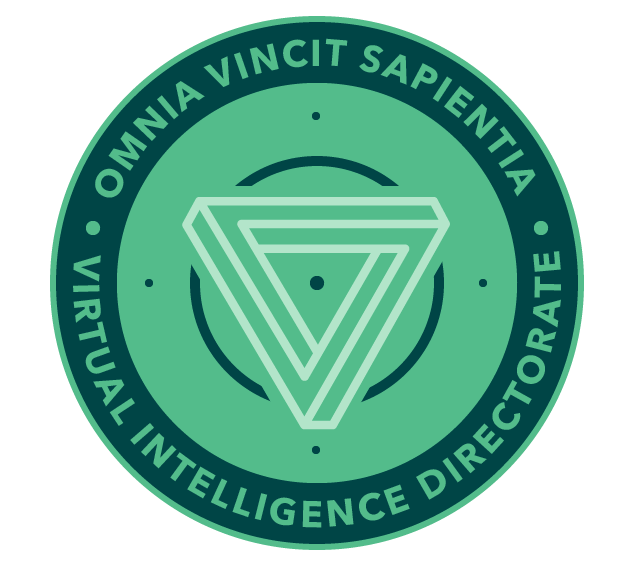 OMNIA VINCIT SAPIENTIA
VIRTUAL INTELLIGENCE DIRECTORATE